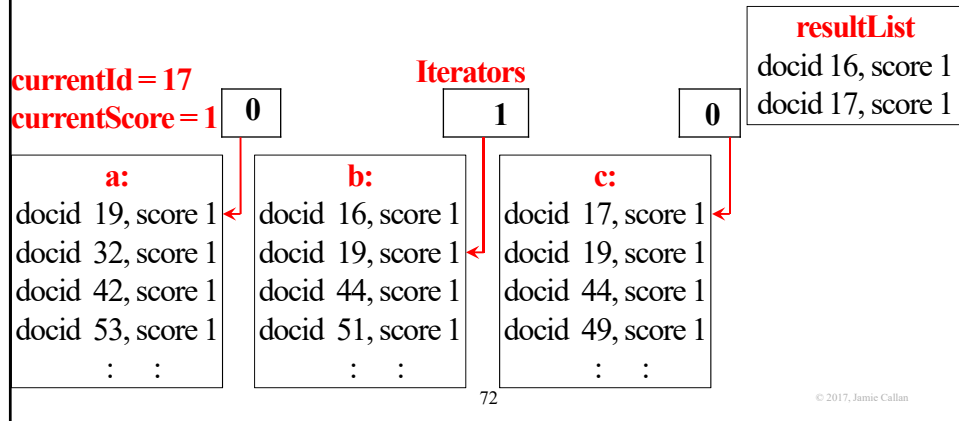 resultList
docid 16, score 1
docid 17, score 1
currentId = 17
currentScore = 1
Iterators
0
1
0
a:
docid 19, score 1
docid 32, score 1
docid 42, score 1
docid 53, score 1
: :
b:
docid 16, score 1
docid 19, score 1
docid 44, score 1
docid 51, score 1
: :
c:
docid 17, score 1
docid 19, score 1
docid 44, score 1
docid 49, score 1
: :
72
© 2017, Jamie Callan